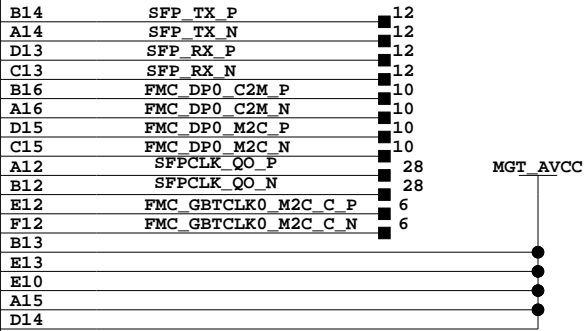 B14 SFP_TX_P 12
A14 SFP_TX_N 12
D13 SFP_RX_P 12
C13 SFP_RX_N 12
B16 FMC_DP0_C2M_P 10
A16 FMC_DP0_C2M_N 10
D15 FMC_DP0_M2C_P 10
C15 FMC_DP0_M2C_N 10
A12 SFPCLK_QO_P 28 MGT_AVCC
B12 SFPCLK_QO_N 28
E12 FMC_GBTCLK0_M2C_C_P 6
F12 FMC_GBTCLK0_M2C_C_N 6
B13
E13
E10
A15
D14